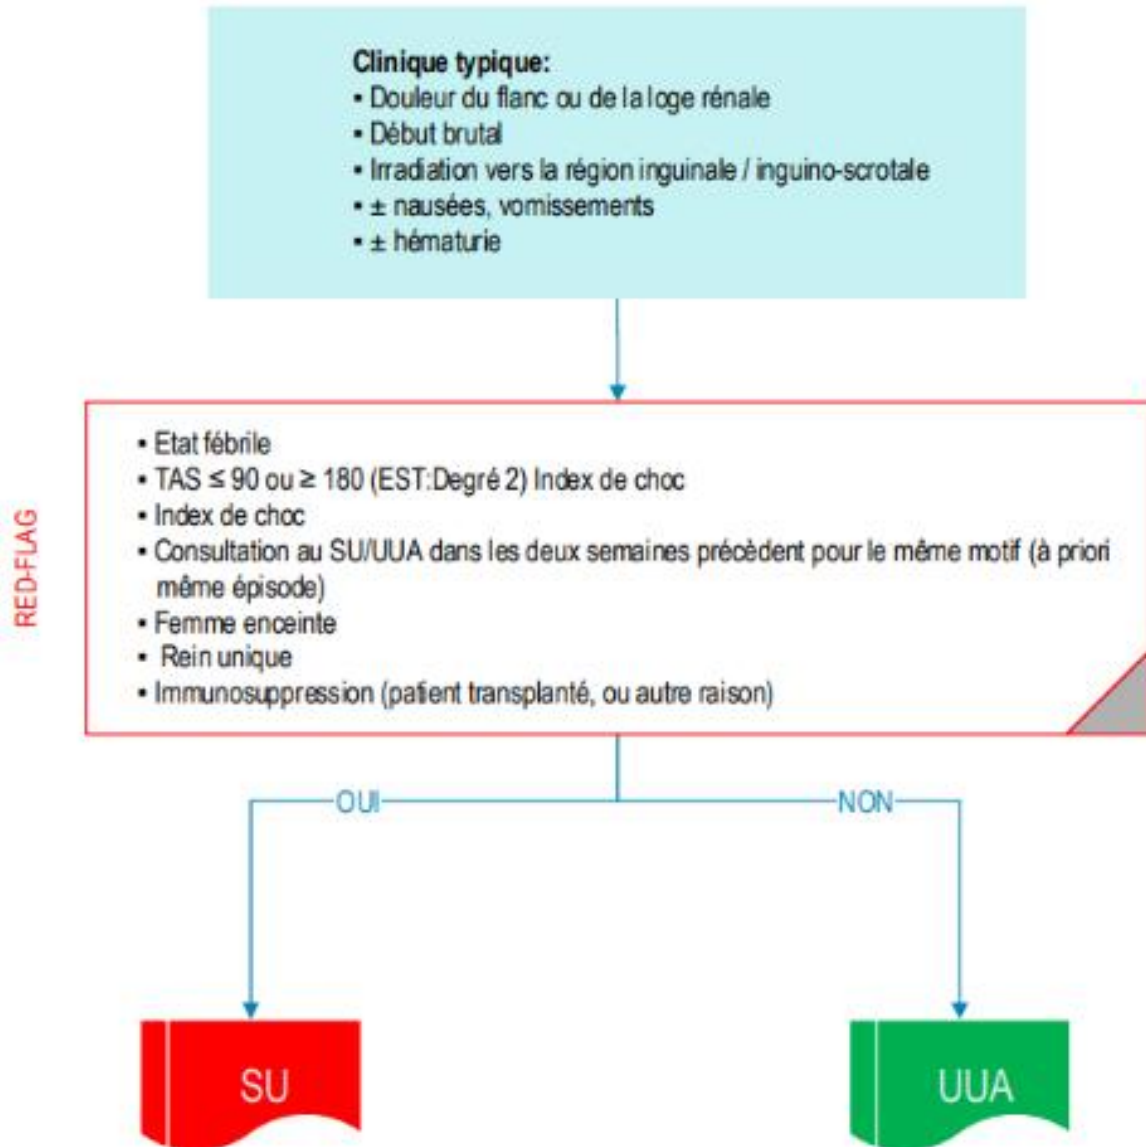 Clinique typique:
▪ Douleur du flanc ou de la loge rénale
▪ Début brutal
▪ Irradiation vers la région inguinale / inguino-scrotale
▪ ± nausées, vomissements
▪ ± hématurie
RED-FLAG
▪ Etat fébrile
▪ TAS ≤ 90 ou ≥ 180 (EST:Degré 2) Index de choc
▪ Index de choc
▪ Consultation au SU/UUA dans les deux semaines précèdent pour le même motif (à priori
même épisode)
▪ Femme enceinte
▪ Rein unique
▪ Immunosuppression (patient transplanté, ou autre raison)
OUI
NON
SU
UUA